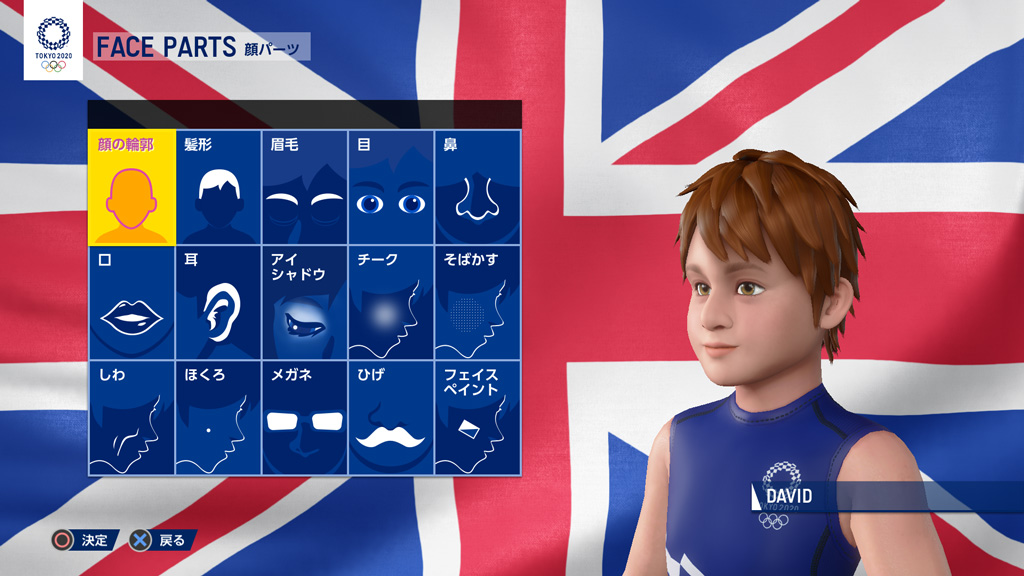 TOKYO 2020
FACE PARTS 顔パーツ
顔の輪郭
髪形
眉毛
目
鼻
口
耳
アイ
シャドウ
チーク
そばかす
しわ
ほくろ
メガネ
ひげ
フェイス
ペイント
DAVID
決定
戻る